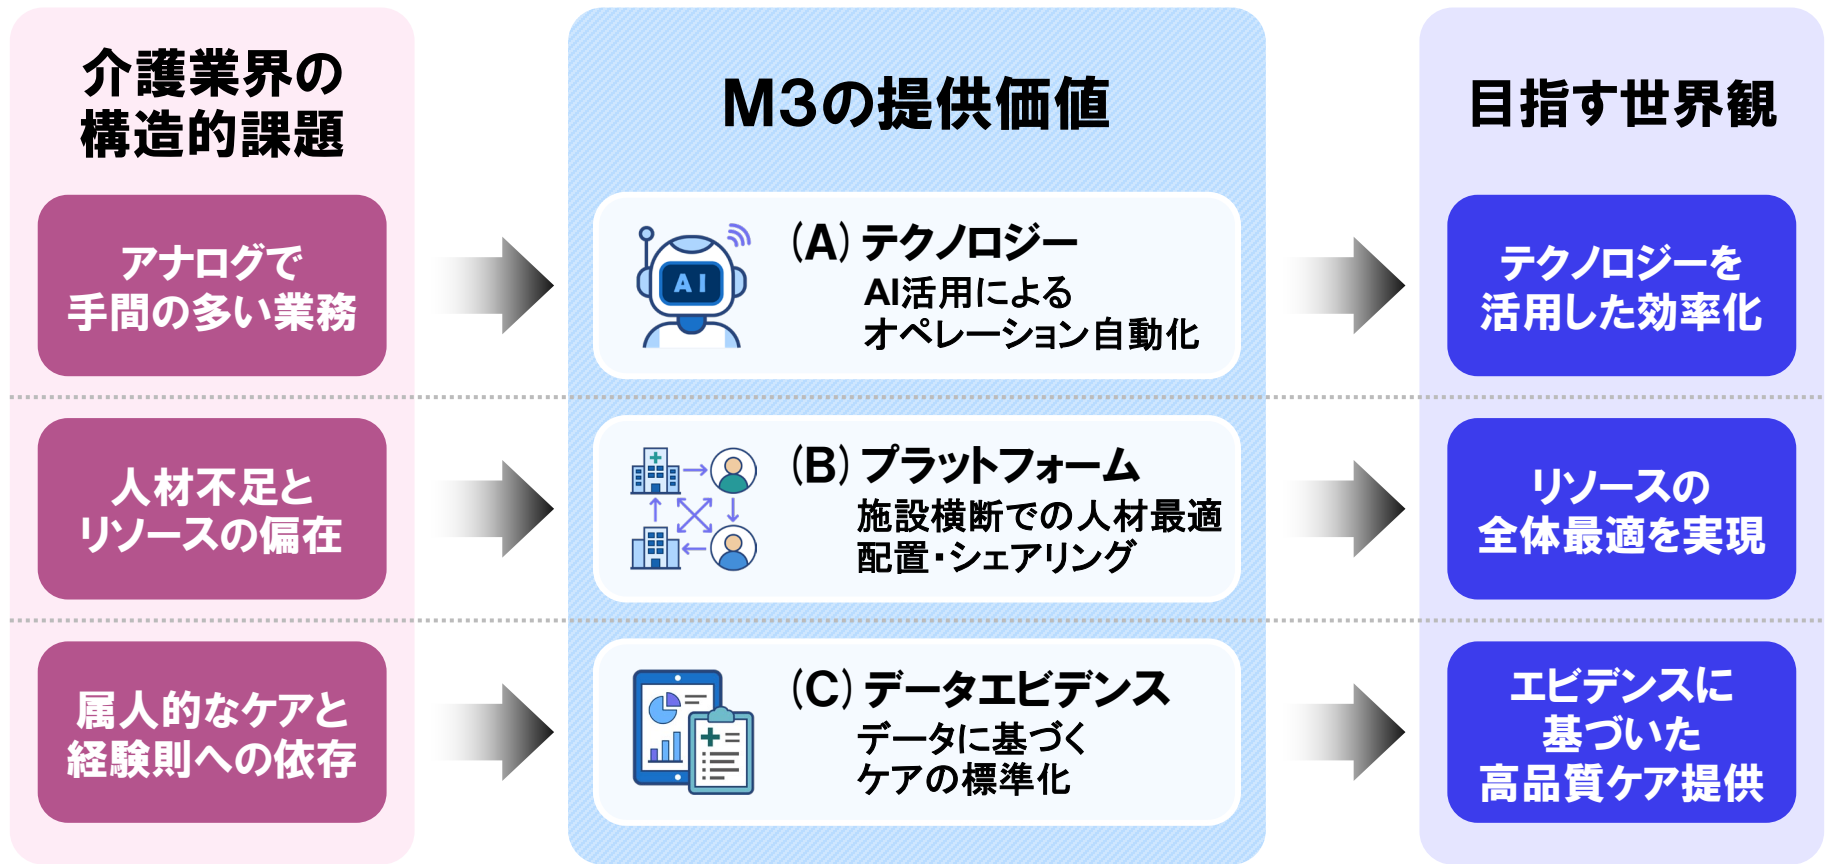 介護業界の
構造的課題
M3の提供価値
目指す世界観
アナログで
手間の多い業務
AI
(A) テクノロジー
AI活用による
オペレーション自動化
テクノロジーを
活用した効率化
人材不足と
リソースの偏在
(B) プラットフォーム
施設横断での人材最適
配置・シェアリング
リソースの
全体最適を実現
属人的なケアと
経験則への依存
(C) データエビデンス
データに基づく
ケアの標準化
エビデンスに
基づいた
高品質ケア提供